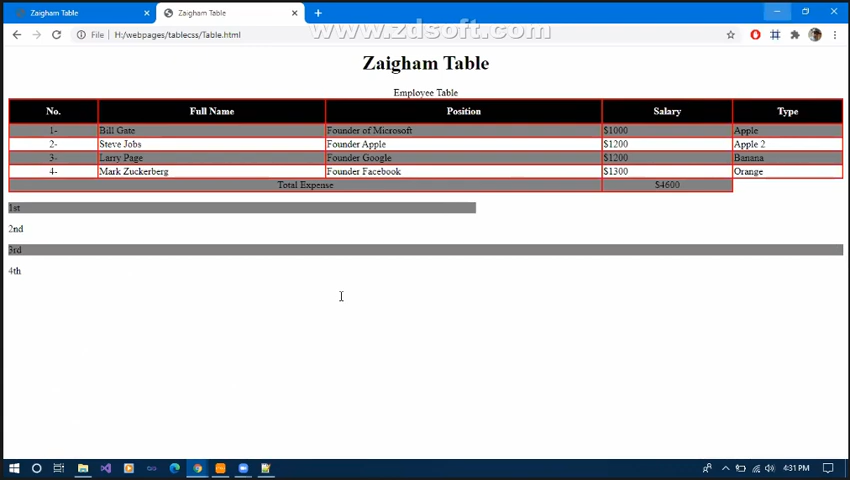 Zaigham Table
Zaigham Table
File H:/webpages/tablecss/Table.html
www.zdsoft.com
Zaigham Table
Employee Table
No. Full Name Position Salary Type
1- Bill Gate Founder of Microsoft $1000 Apple
2- Steve Jobs Founder Apple $1200 Apple 2
3- Larry Page Founder Google $1200 Banana
4- Mark Zuckerberg Founder Facebook $1300 Orange
Total Expense $4600
1st
2nd
3rd
4th
4:31 PM